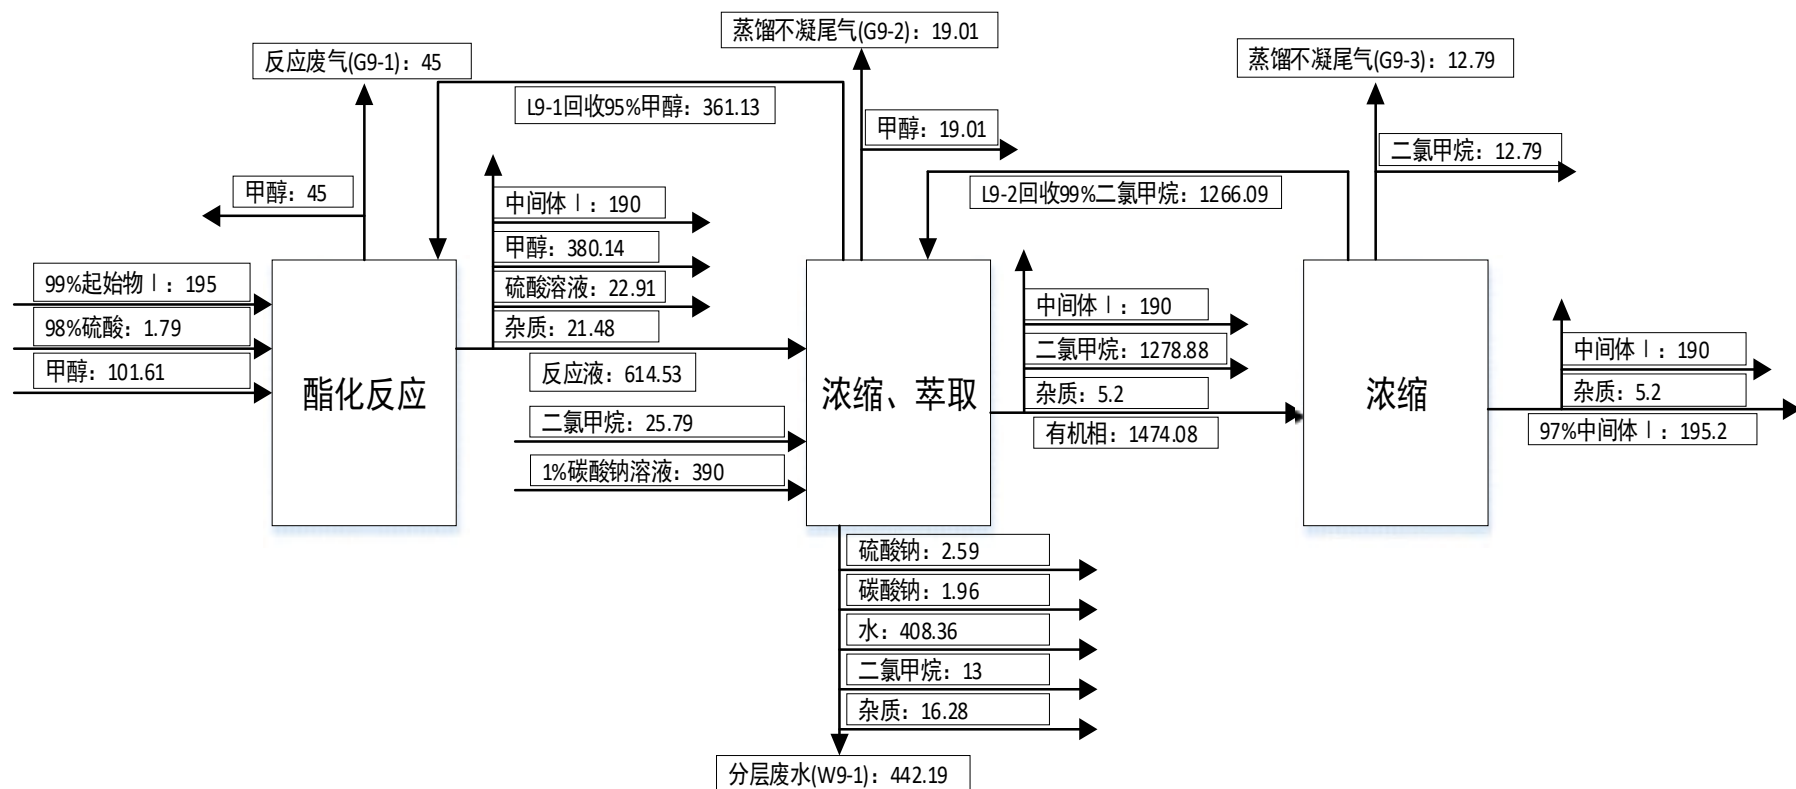 蒸馏不凝尾气(G9-2)：19.01
反应废气(G9-1)：45
蒸馏不凝尾气(G9-3)：12.79
L9-1回收95%甲醇：361.13
甲醇：19.01
二氯甲烷：12.79
甲醇：45
中间体Ⅰ：190
L9-2回收99%二氯甲烷：1266.09
甲醇：380.14
99%起始物Ⅰ：195
硫酸溶液：22.91
中间体Ⅰ：190
98%硫酸：1.79
杂质：21.48
二氯甲烷：1278.88
中间体Ⅰ：190
甲醇：101.61
反应液：614.53
杂质：5.2
杂质：5.2
酯化反应
浓缩、萃取
浓缩
二氯甲烷：25.79
有机相：1474.08
97%中间体Ⅰ：195.2
1%碳酸钠溶液：390
硫酸钠：2.59
碳酸钠：1.96
水：408.36
二氯甲烷：13
杂质：16.28
分层废水(W9-1)：442.19